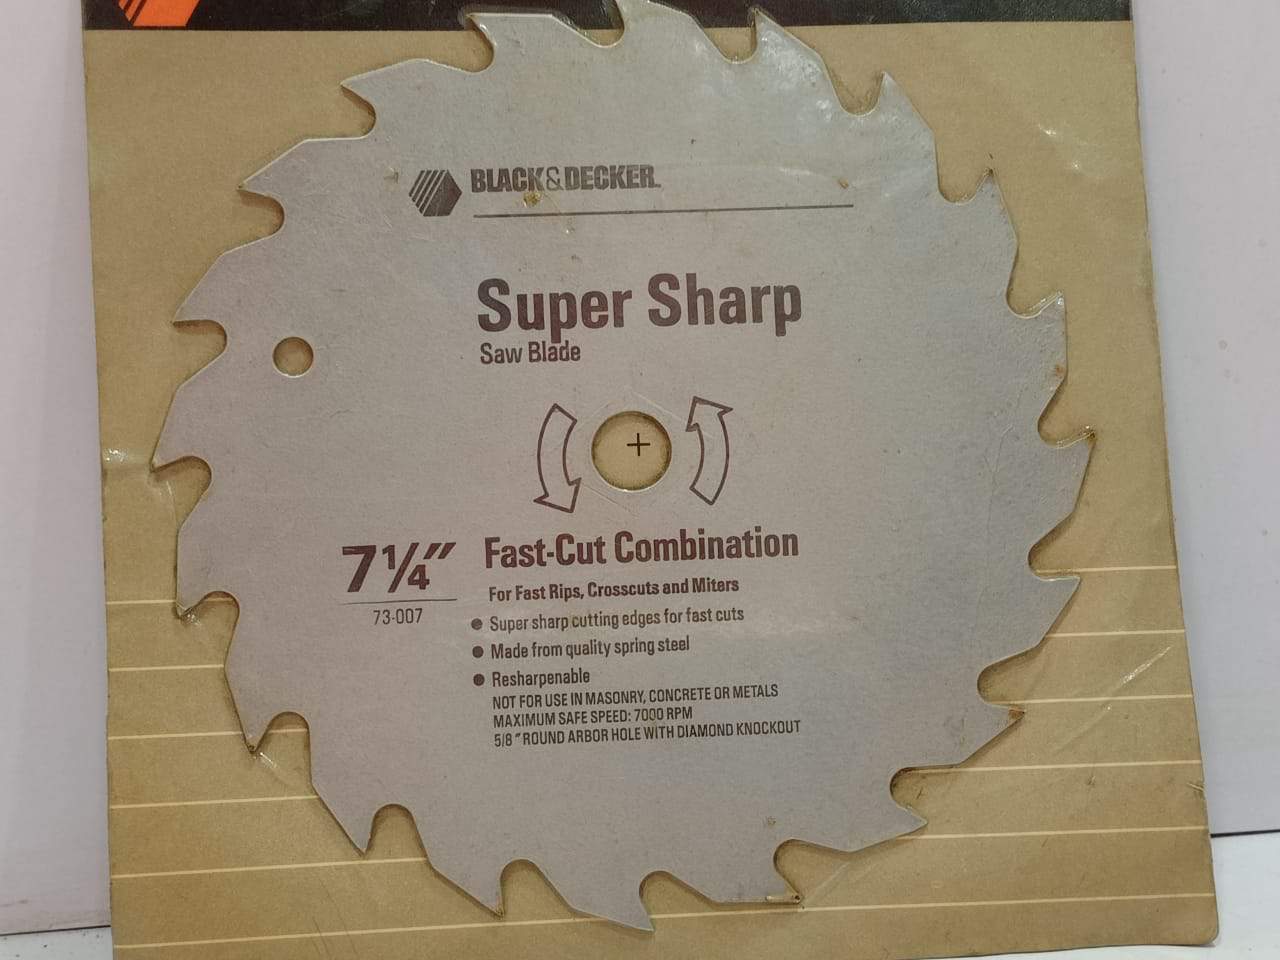 BLACK&DECKER
Super Sharp
Saw Blade
7 1/4"
73-007
Fast-Cut Combination
For Fast Rips, Crosscuts and Miters
● Super sharp cutting edges for fast cuts
● Made from quality spring steel
● Resharpenable
NOT FOR USE IN MASONRY, CONCRETE OR METALS
MAXIMUM SAFE SPEED: 7000 RPM
5/8" ROUND ARBOR HOLE WITH DIAMOND KNOCKOUT